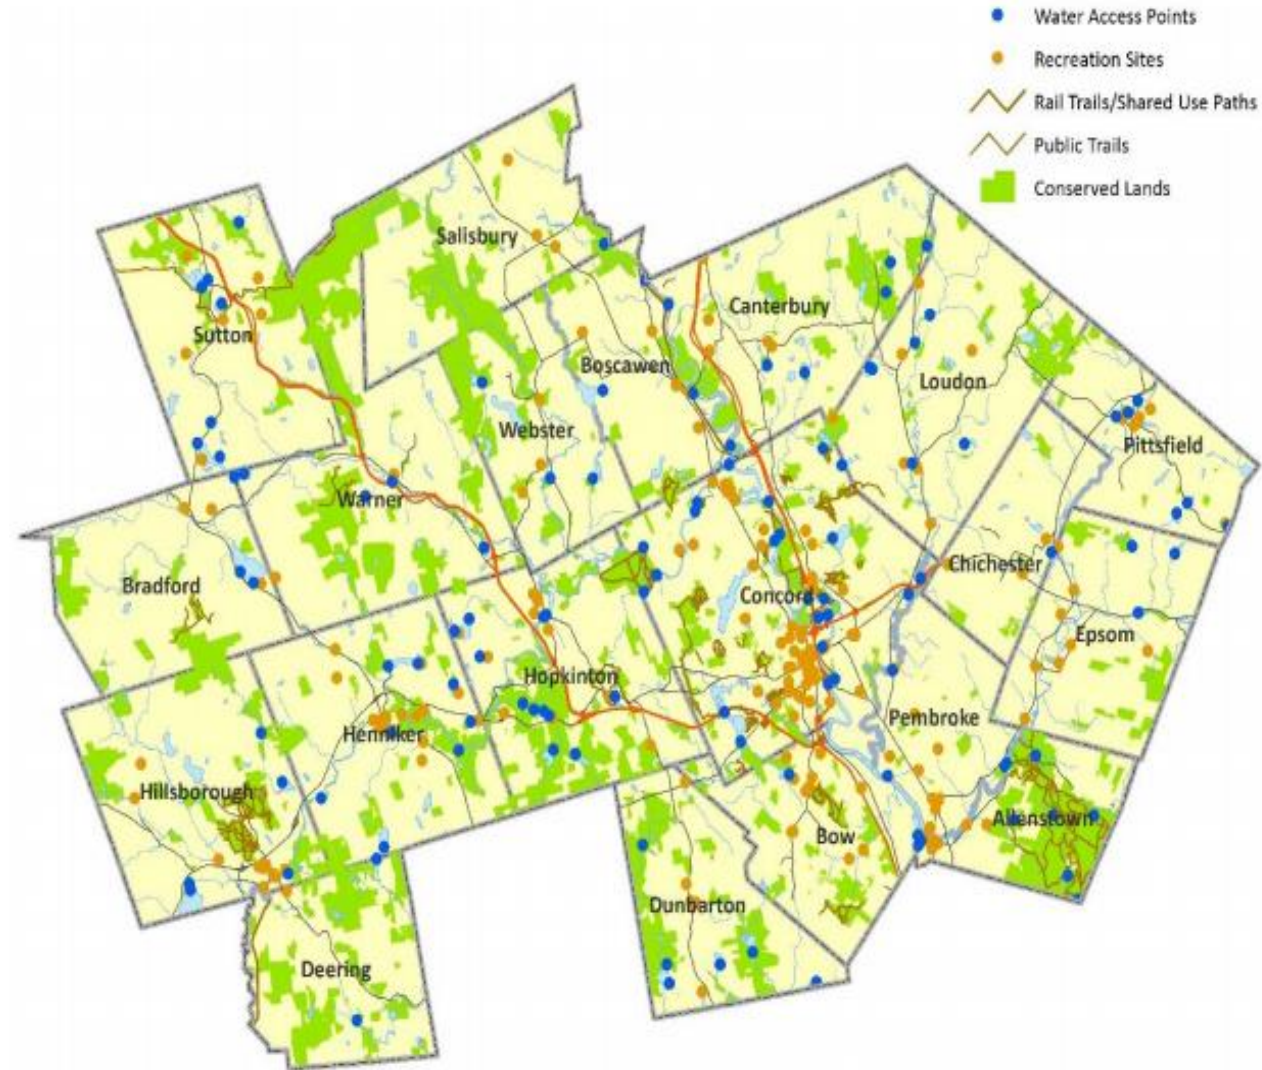 Water Access Points
Recreation Sites
Rail Trails/Shared Use Paths
Public Trails
Conserved Lands
Salisbury
Canterbury
Sutton
Boscawen
Loudon
Webster
Pittsfield
Warner
Chichester
Bradford
Concord
Epsom
Hopkinton
Pembroke
Henniker
Hillsborough
Allenstown
Bow
Dunbarton
Deering